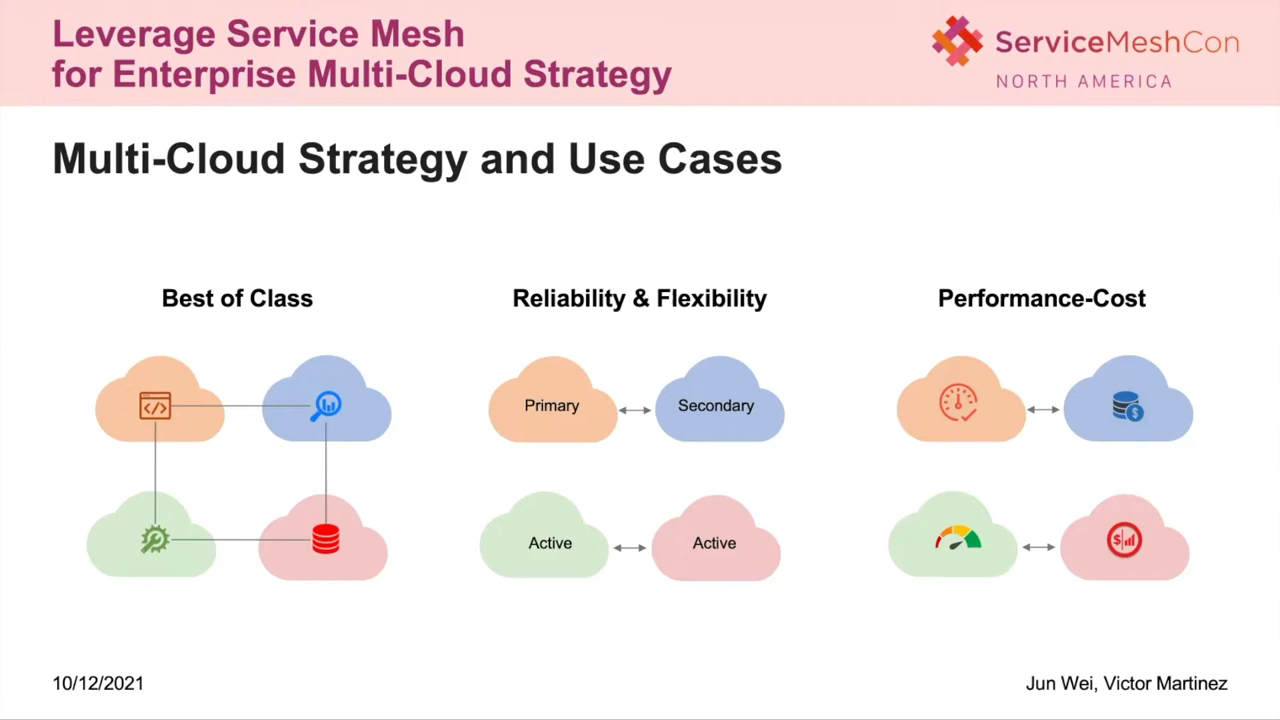 Leverage Service Mesh
for Enterprise Multi-Cloud Strategy
ServiceMeshCon
NORTH AMERICA
Multi-Cloud Strategy and Use Cases
Best of Class
Reliability & Flexibility
Performance-Cost
</>
Primary
Secondary
$
Active
Active
$
10/12/2021
Jun Wei, Victor Martinez